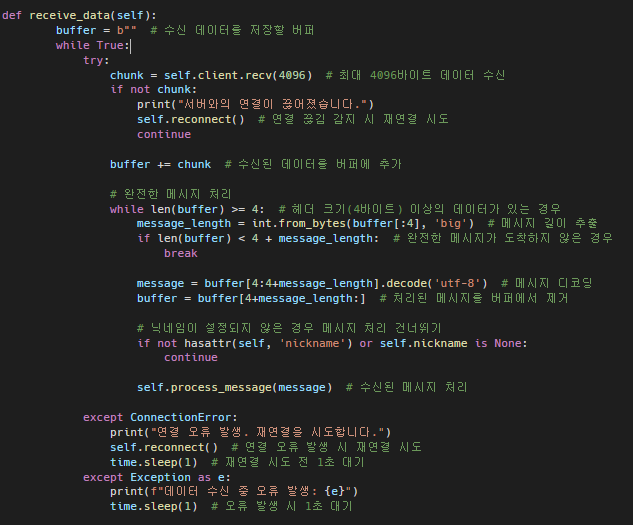 def receive_data(self):
        buffer = b""  # 수신 데이터를 저장할 버퍼
        while True:
            try:
                chunk = self.client.recv(4096)  # 최대 4096바이트 데이터 수신
                if not chunk:
                    print("서버와의 연결이 끊어졌습니다.")
                    self.reconnect()  # 연결 끊김 감지 시 재연결 시도
                    continue

                buffer += chunk  # 수신된 데이터를 버퍼에 추가

                # 완전한 메시지 처리
                while len(buffer) >= 4:  # 헤더 크기(4바이트) 이상의 데이터가 있는 경우
                    message_length = int.from_bytes(buffer[:4], 'big')  # 메시지 길이 추출
                    if len(buffer) < 4 + message_length:  # 완전한 메시지가 도착하지 않은 경우
                        break

                    message = buffer[4:4+message_length].decode('utf-8')  # 메시지 디코딩
                    buffer = buffer[4+message_length:]  # 처리된 메시지를 버퍼에서 제거

                    # 닉네임이 설정되지 않은 경우 메시지 처리 건너뛰기
                    if not hasattr(self, 'nickname') or self.nickname is None:
                        continue

                    self.process_message(message)  # 수신된 메시지 처리

            except ConnectionError:
                print("연결 오류 발생. 재연결을 시도합니다.")
                self.reconnect()  # 연결 오류 발생 시 재연결 시도
                time.sleep(1)  # 재연결 시도 전 1초 대기
            except Exception as e:
                print(f"데이터 수신 중 오류 발생: {e}")
                time.sleep(1)  # 오류 발생 시 1초 대기